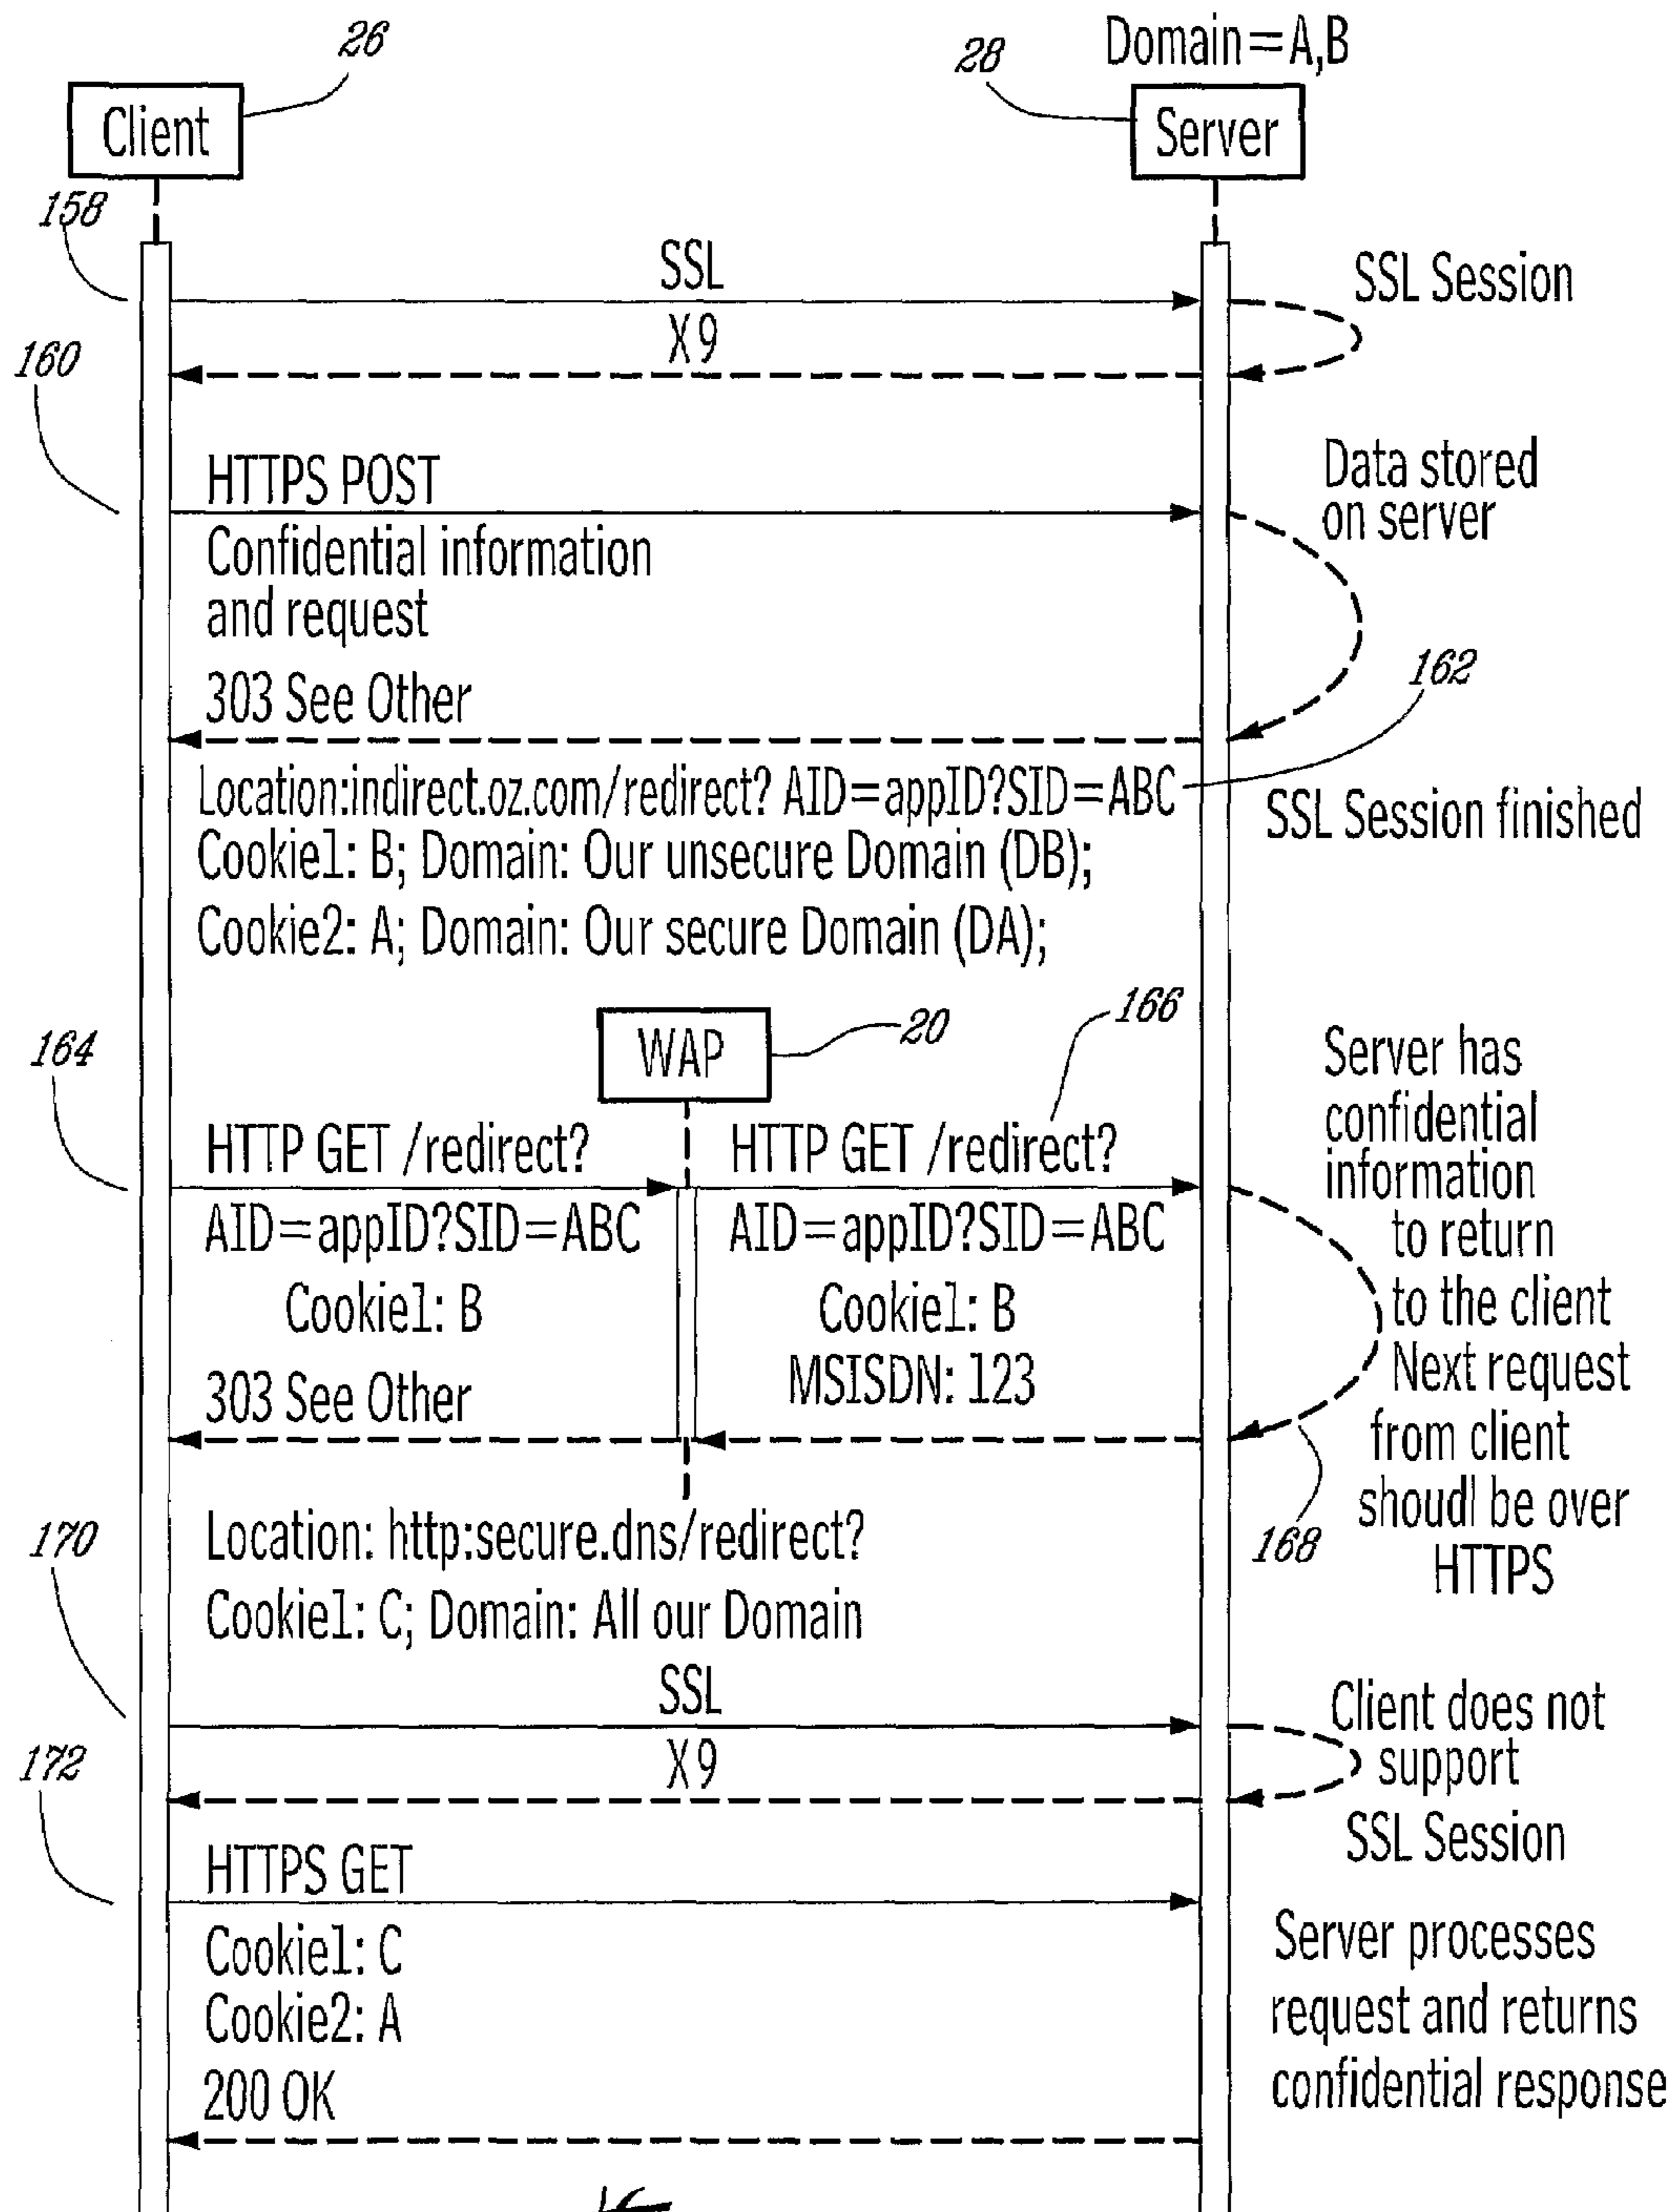 26
28
Domain=A,B
Client
Server
158
SSL
SSL Session
X9
160
HTTPS POST
Data stored
on server
Confidential information
and request
162
303 See Other
Location:indirect.oz.com/redirect? AID=appID?SID=ABC
SSL Session finished
Cookie1: B; Domain: Our unsecure Domain (DB);
Cookie2: A; Domain: Our secure Domain (DA);
166
WAP
20
164
Server has
confidential
information
to return
to the client
Next request
from client
shoudl be over
HTTPS
HTTP GET /redirect?
HTTP GET /redirect?
AID=appID?SID=ABC
AID=appID?SID=ABC
Cookie1: B
Cookie1: B
MSISDN: 123
303 See Other
168
170
Location: http:secure.dns/redirect?
Cookie1: C; Domain: All our Domain
SSL
Client does not
support
SSL Session
X9
172
HTTPS GET
Cookie1: C
Cookie2: A
200 OK
Server processes
request and returns
confidential response